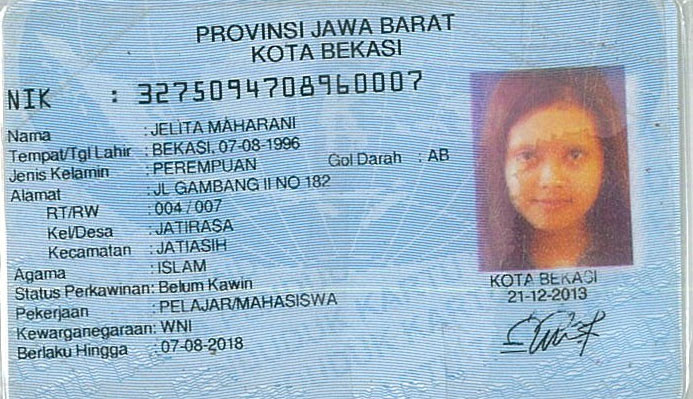 PROVINSI JAWA BARAT
KOTA BEKASI
NIK : 3275094708960007
Nama : JELITA MAHARANI
Tempat/Tgl Lahir : BEKASI, 07-08-1996
Jenis Kelamin : PEREMPUAN Gol Darah : AB
Alamat : JL GAMBANG II NO 182
RT/RW : 004 / 007
Kel/Desa : JATIRASA
Kecamatan : JATIASIH
Agama : ISLAM
Status Perkawinan: Belum Kawin
Pekerjaan : PELAJAR/MAHASISWA
Kewarganegaraan: WNI
Berlaku Hingga : 07-08-2018
KOTA BEKASI
21-12-2013